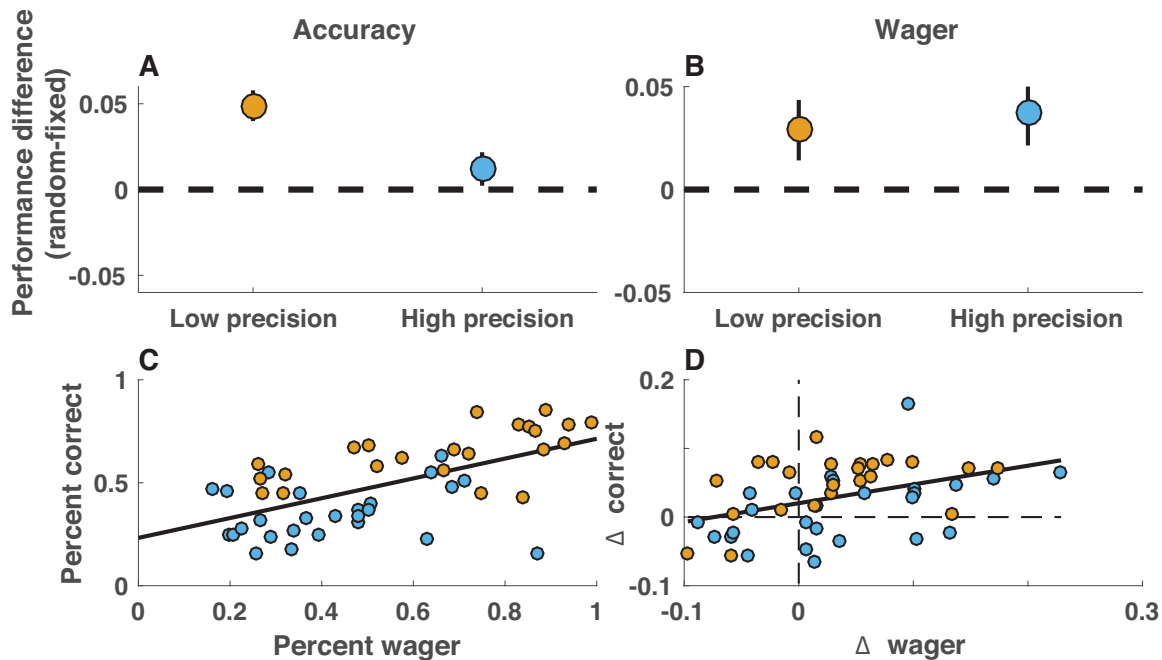 Accuracy
Wager
A
B
Performance difference
(random-fixed)
0.05
0
-0.05
Low precision
High precision
0.05
0
-0.05
Low precision
High precision
C
D
Percent correct
1
0.5
0
0
0.2
0.4
0.6
0.8
1
Percent wager
Δ correct
0.2
0
-0.1
-0.1
0
0.3
Δ wager